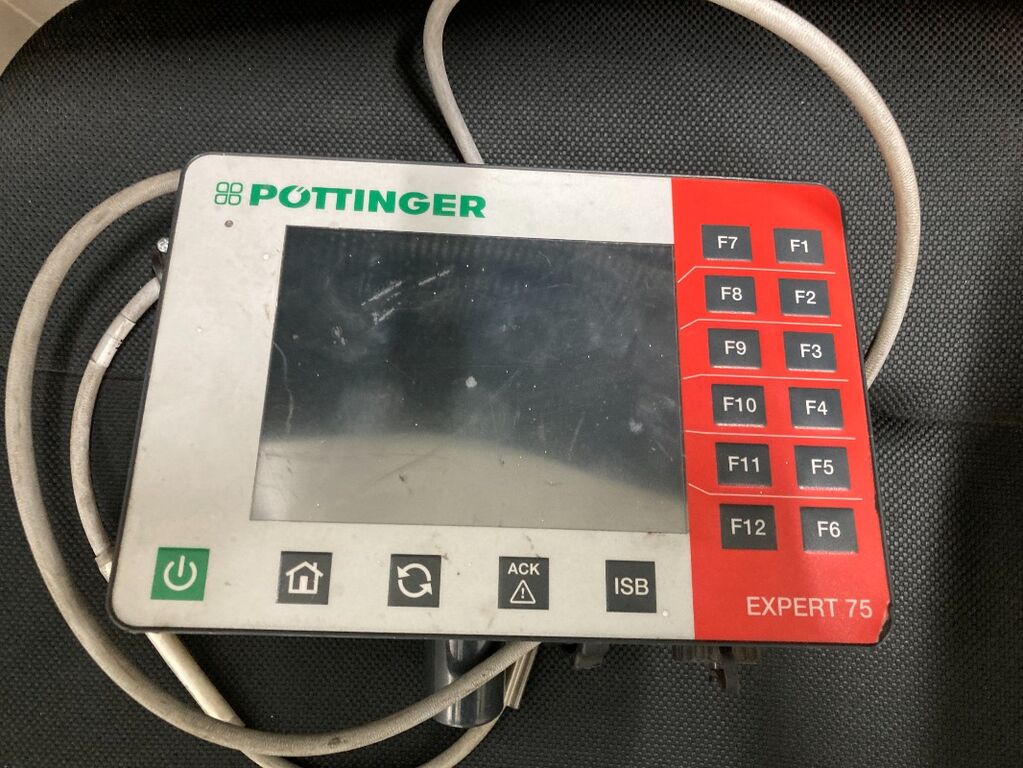 PÖTTINGER
F7 F1
F8 F2
F9 F3
F10 F4
F11 F5
F12 F6
ACK
ISB
EXPERT 75